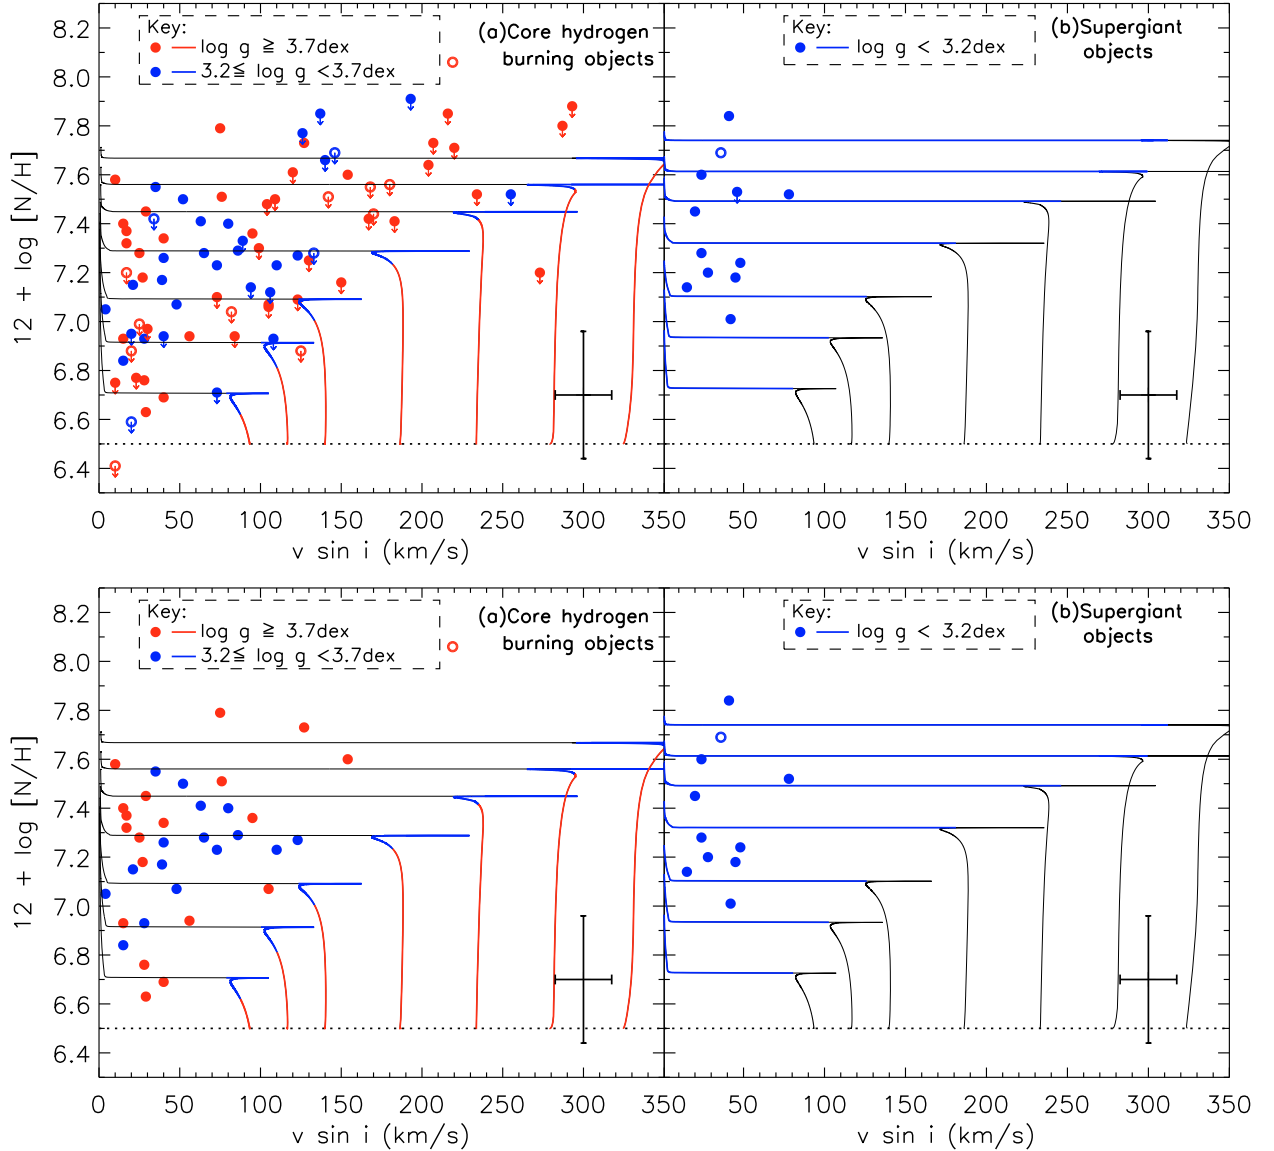 8.2
8.0
7.8
7.6
7.4
7.2
7.0
6.8
6.6
6.4
12 + log [N/H]
Key:
log g ≧ 3.7dex
3.2≦ log g <3.7dex
(a)Core hydrogen
burning objects
Key:
log g < 3.2dex
(b)Supergiant
objects
0 50 100 150 200 250 300 350 50 100 150 200 250 300 350
v sin i (km/s) v sin i (km/s)
8.2
8.0
7.8
7.6
7.4
7.2
7.0
6.8
6.6
6.4
12 + log [N/H]
Key:
log g ≧ 3.7dex
3.2≦ log g <3.7dex
(a)Core hydrogen
burning objects
Key:
log g < 3.2dex
(b)Supergiant
objects
0 50 100 150 200 250 300 350 50 100 150 200 250 300 350
v sin i (km/s) v sin i (km/s)